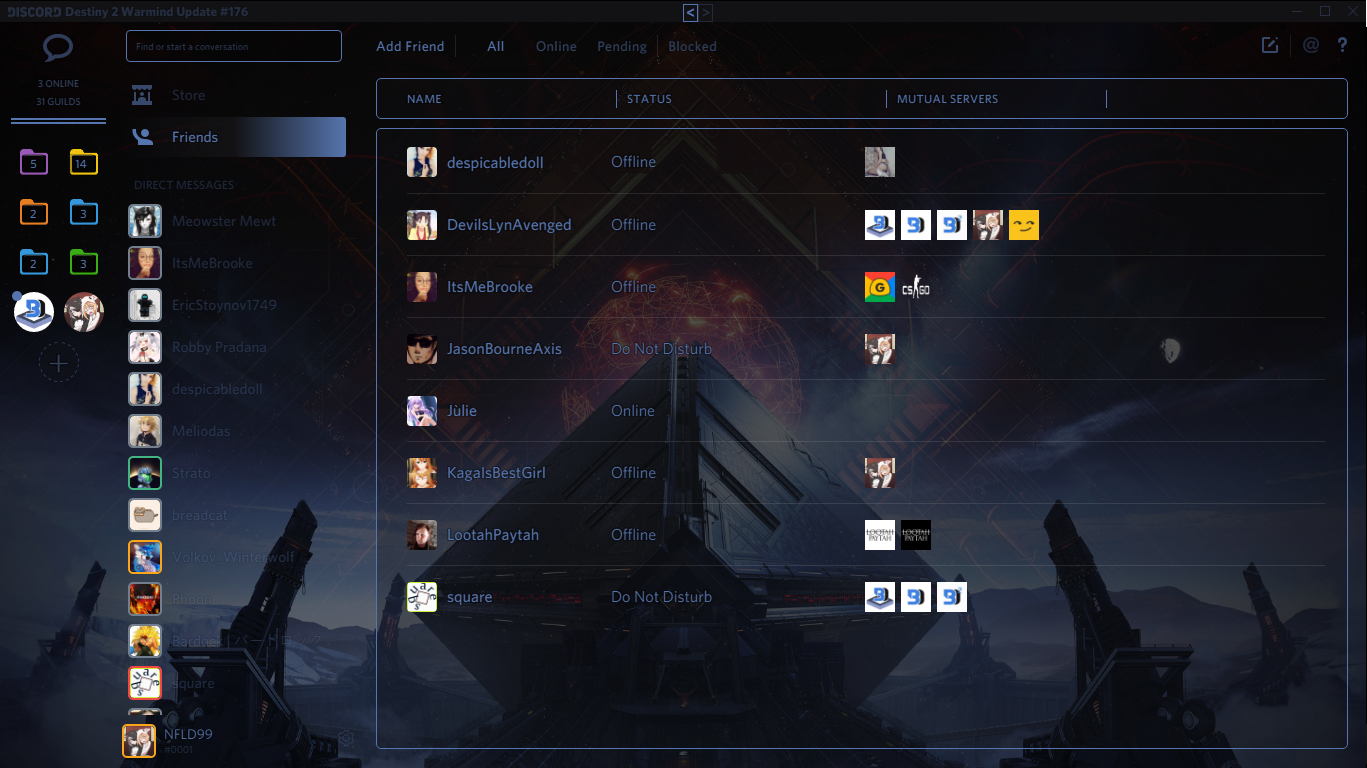 DISCORD Destiny 2 Warmind Update #176
< >
Find or start a conversation
Add Friend All Online Pending Blocked
@ ?
3 ONLINE
31 GUILDS
Store
Friends
NAME STATUS MUTUAL SERVERS
5 14
2 3
2 3
DIRECT MESSAGES
Meowster Mewt
ItsMeBrooke
EricStoynov1749
Robby Pradana
despicabledoll
Meliodas
Strato
breadcat
Volkov_Winterwolf
square
NFLD99
#0001
despicabledoll Offline
DevilsLynAvenged Offline
ItsMeBrooke Offline G CS GO
JasonBourneAxis Do Not Disturb
Jùlie Online
KagaIsBestGirl Offline
LootahPaytah Offline LOOTAH PAYTAH LOOTAH PAYTAH
square Do Not Disturb